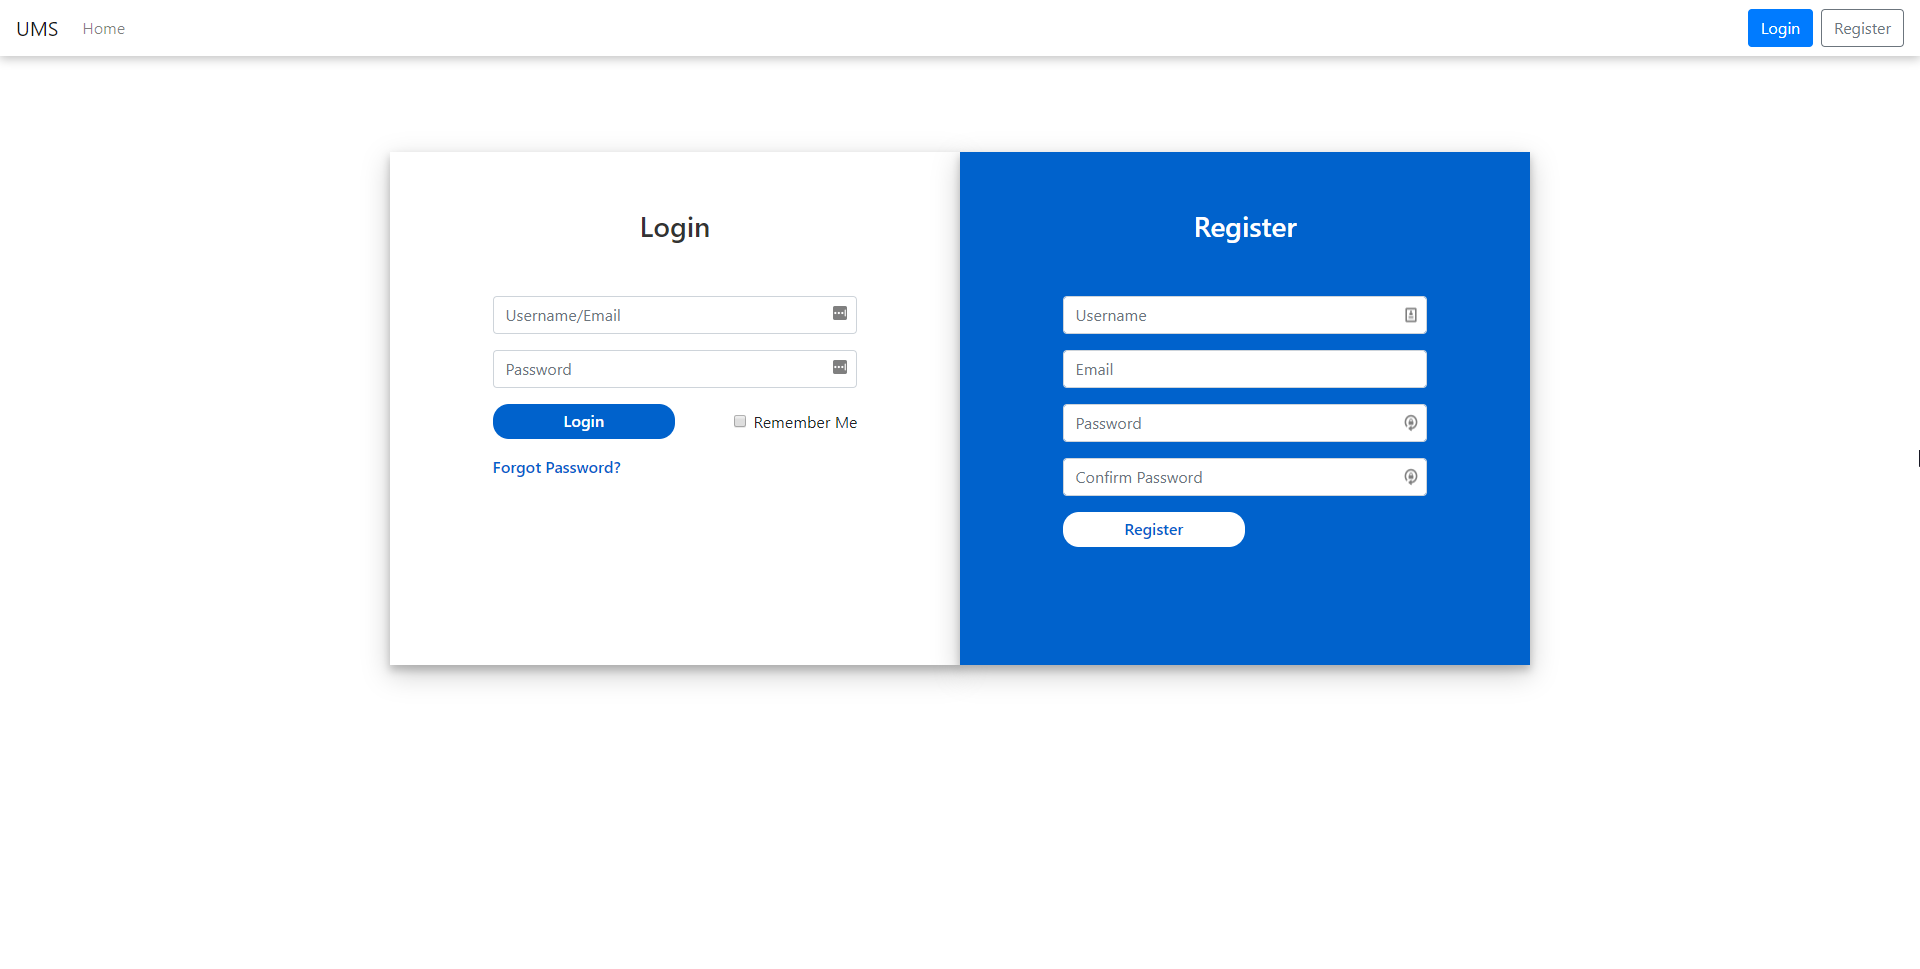 UMS Home Login Register
Login
Username/Email
Password
Login Remember Me
Forgot Password?
Register
Username
Email
Password
Confirm Password
Register